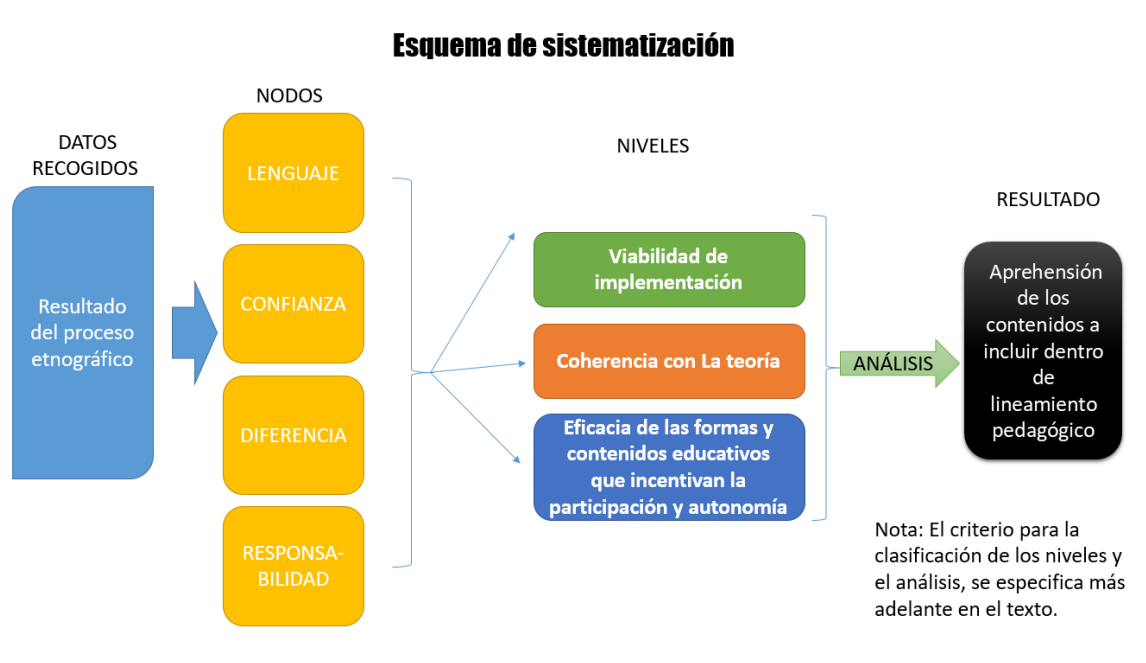 Esquema de sistematización
DATOS
RECOGIDOS
Resultado
del proceso
etnográfico
NODOS
LENGUAJE
CONFIANZA
DIFERENCIA
RESPONSA-
BILIDAD
NIVELES
Viabilidad de
implementación
Coherencia con La teoría
Eficacia de las formas y
contenidos educativos
que incentivan la
participación y autonomía
ANÁLISIS
RESULTADO
Aprehensión
de los
contenidos a
incluir dentro
de
lineamiento
pedagógico
Nota: El criterio para la
clasificación de los niveles y
el análisis, se especifica más
adelante en el texto.